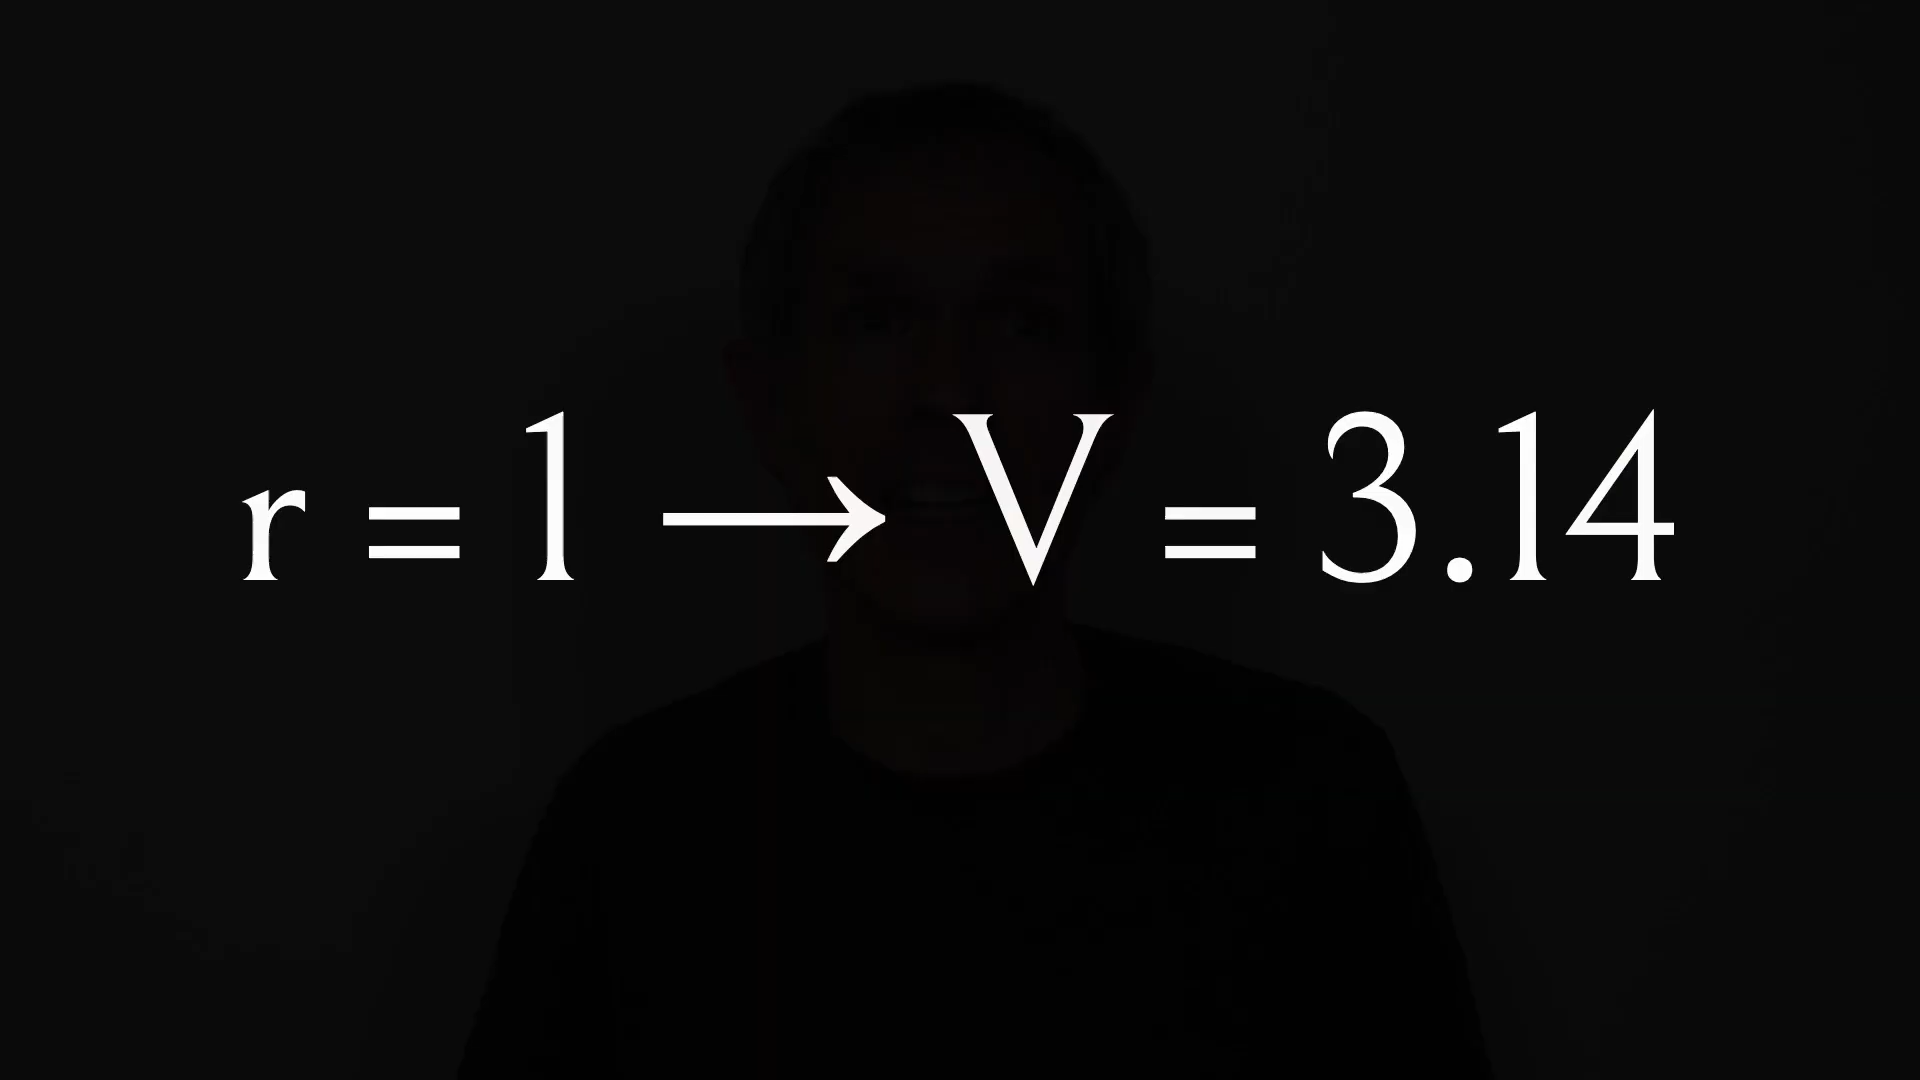 r = 1 → V = 3.14